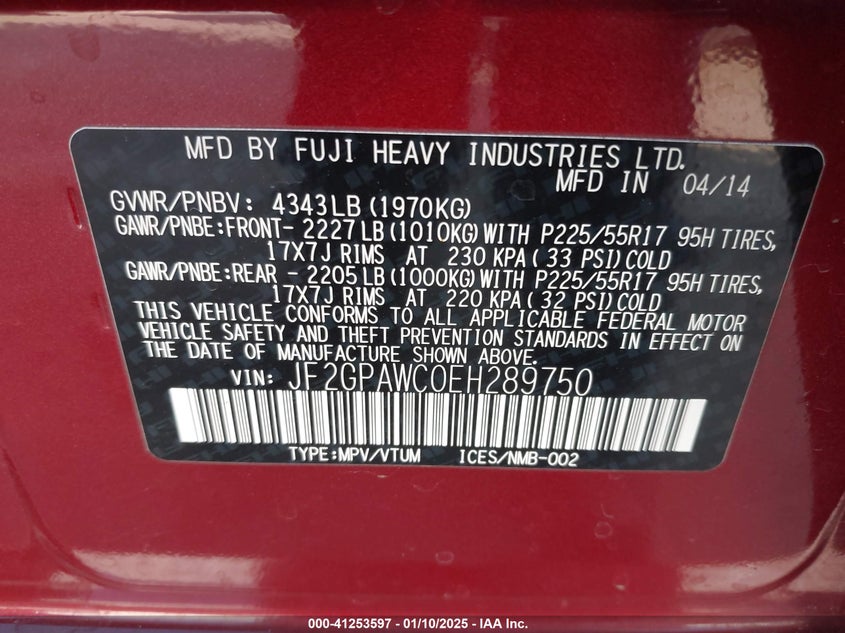 MFD BY FUJI HEAVY INDUSTRIES LTD.
MFD IN 04/14
GVWR/PNBV: 4343LB(1970KG)
GAWR/PNBE:FRONT- 2227LB(1010KG)WITH P225/55R17 95H TIRES,
17X7J RIMS AT 230 KPA(33 PSI)COLD
GAWR/PNBE:REAR - 2205LB(1000KG)WITH P225/55R17 95H TIRES,
17X7J RIMS AT 220 KPA(32 PSI)COLD
THIS VEHICLE CONFORMS TO ALL APPLICABLE FEDERAL MOTOR
VEHICLE SAFETY AND THEFT PREVENTION STANDARDS IN EFFECT ON
THE DATE OF MANUFACTURE SHOWN ABOVE.
VIN: JF2GPAWC0EH289750
TYPE:MPV/VTUM ICES/NMB-002
000-41253597 - 01/10/2025 - IAA Inc.